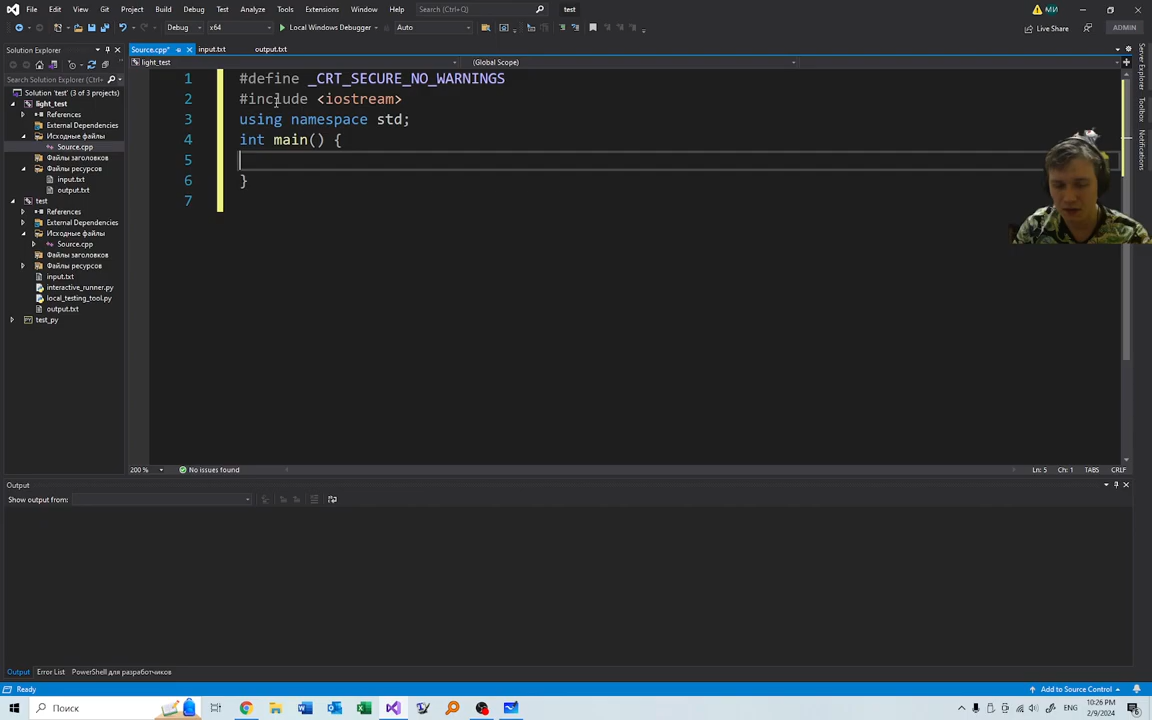 File Edit View Git Project Build Debug Test Analyze Tools Extensions Window Help Search (Ctrl+Q) test МИ
Debug x64 Local Windows Debugger Auto Live Share ADMIN
Solution Explorer
Search Solution Explorer (Ctrl+
Solution 'test' (3 of 3 projects)
light_test
References
External Dependencies
Исходные файлы
Source.cpp
Файлы заголовков
Файлы ресурсов
input.txt
output.txt
test
References
External Dependencies
Исходные файлы
Source.cpp
Файлы заголовков
Файлы ресурсов
input.txt
interactive_runner.py
local_testing_tool.py
output.txt
test_py
Source.cpp* input.txt output.txt
light_test (Global Scope)
1 #define _CRT_SECURE_NO_WARNINGS
2 #include <iostream>
3 using namespace std;
4 int main() {
5
6 }
7
200 % No issues found Ln: 5 Ch: 1 TABS CRLF
Server Explorer
Toolbox
Notifications
Output
Show output from:
Output Error List PowerShell для разработчиков
Ready Add to Source Control
Поиск ENG 10:26 PM
2/9/2024